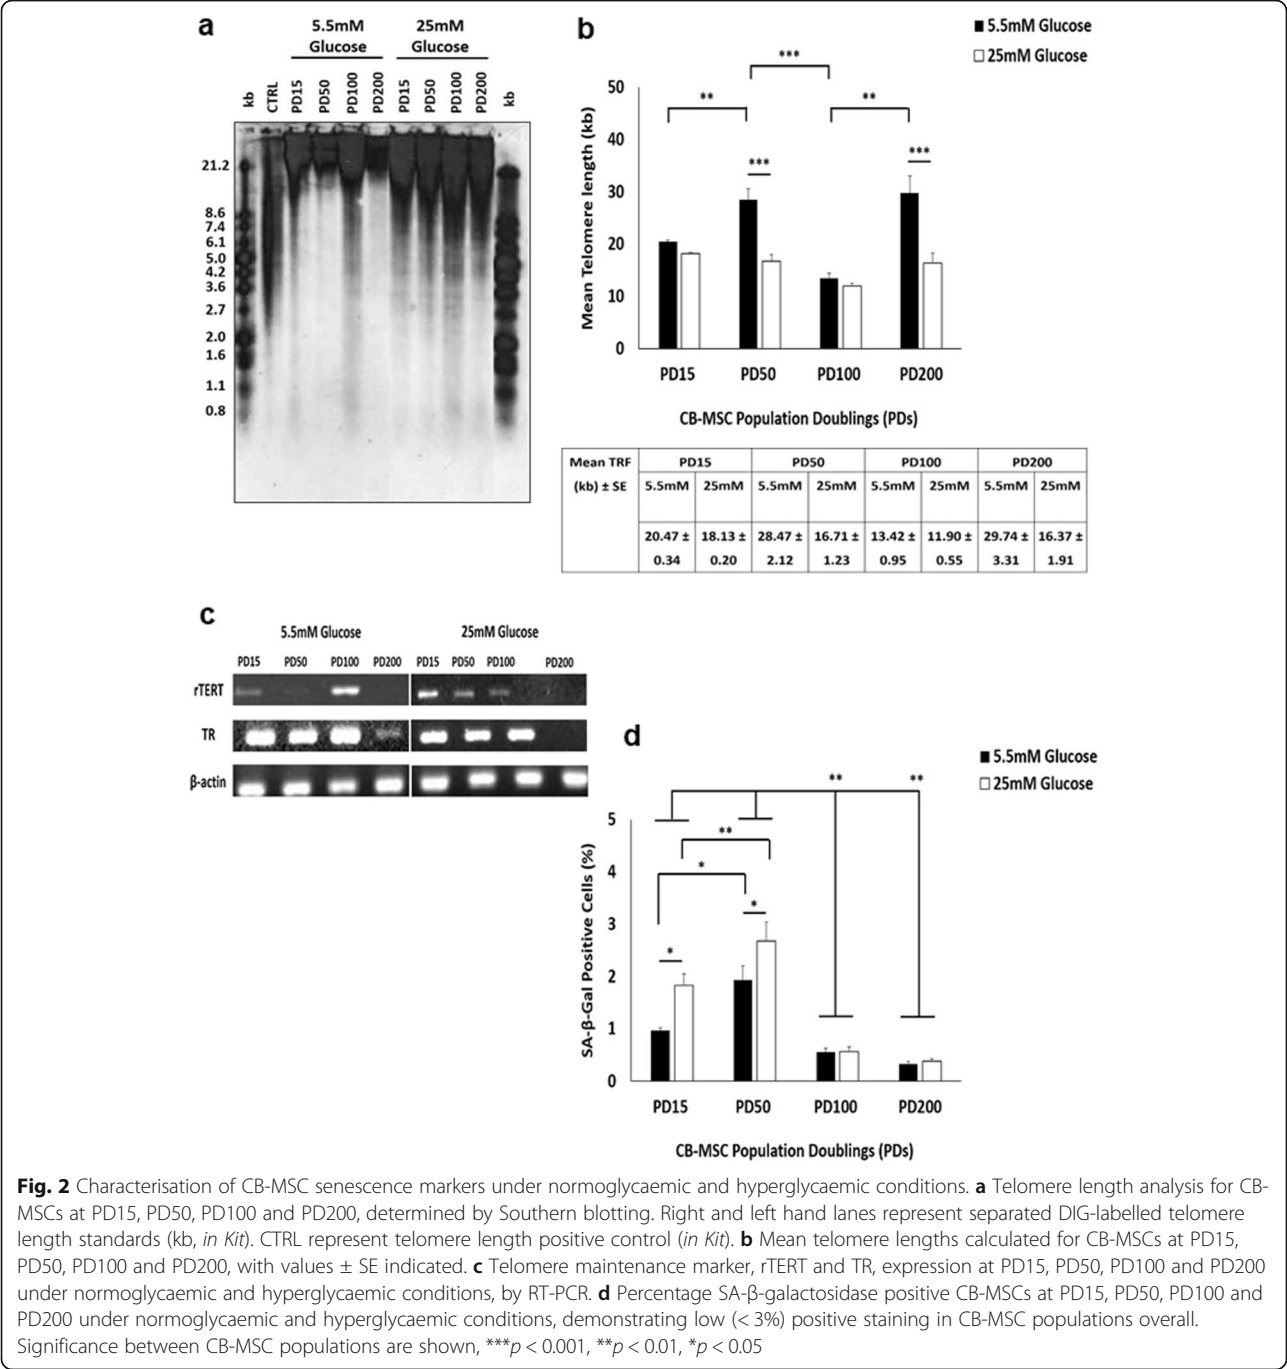 a
5.5mM Glucose
25mM Glucose
kb CTRL PD15 PD50 PD100 PD200 PD15 PD50 PD100 PD200 kb
21.2
8.6
7.4
6.1
5.0
4.2
3.6
2.7
2.0
1.6
1.1
0.8
b
5.5mM Glucose
25mM Glucose
***
** **
*** ***
Mean Telomere length (kb)
50
40
30
20
10
0
PD15 PD50 PD100 PD200
CB-MSC Population Doublings (PDs)
Mean TRF PD15 PD50 PD100 PD200
(kb) ± SE 5.5mM 25mM 5.5mM 25mM 5.5mM 25mM 5.5mM 25mM
20.47 ± 18.13 ± 28.47 ± 16.71 ± 13.42 ± 11.90 ± 29.74 ± 16.37 ±
0.34 0.20 2.12 1.23 0.95 0.55 3.31 1.91
c
5.5mM Glucose 25mM Glucose
PD15 PD50 PD100 PD200 PD15 PD50 PD100 PD200
rTERT
TR
β-actin
d
5.5mM Glucose
25mM Glucose
** **
**
*
*
*
SA-β-Gal Positive Cells (%)
5
4
3
2
1
0
PD15 PD50 PD100 PD200
CB-MSC Population Doublings (PDs)
Fig. 2 Characterisation of CB-MSC senescence markers under normoglycaemic and hyperglycaemic conditions. a Telomere length analysis for CB-
MSCs at PD15, PD50, PD100 and PD200, determined by Southern blotting. Right and left hand lanes represent separated DIG-labelled telomere
length standards (kb, in Kit). CTRL represent telomere length positive control (in Kit). b Mean telomere lengths calculated for CB-MSCs at PD15,
PD50, PD100 and PD200, with values ± SE indicated. c Telomere maintenance marker, rTERT and TR, expression at PD15, PD50, PD100 and PD200
under normoglycaemic and hyperglycaemic conditions, by RT-PCR. d Percentage SA-β-galactosidase positive CB-MSCs at PD15, PD50, PD100 and
PD200 under normoglycaemic and hyperglycaemic conditions, demonstrating low (< 3%) positive staining in CB-MSC populations overall.
Significance between CB-MSC populations are shown, ***p < 0.001, **p < 0.01, *p < 0.05